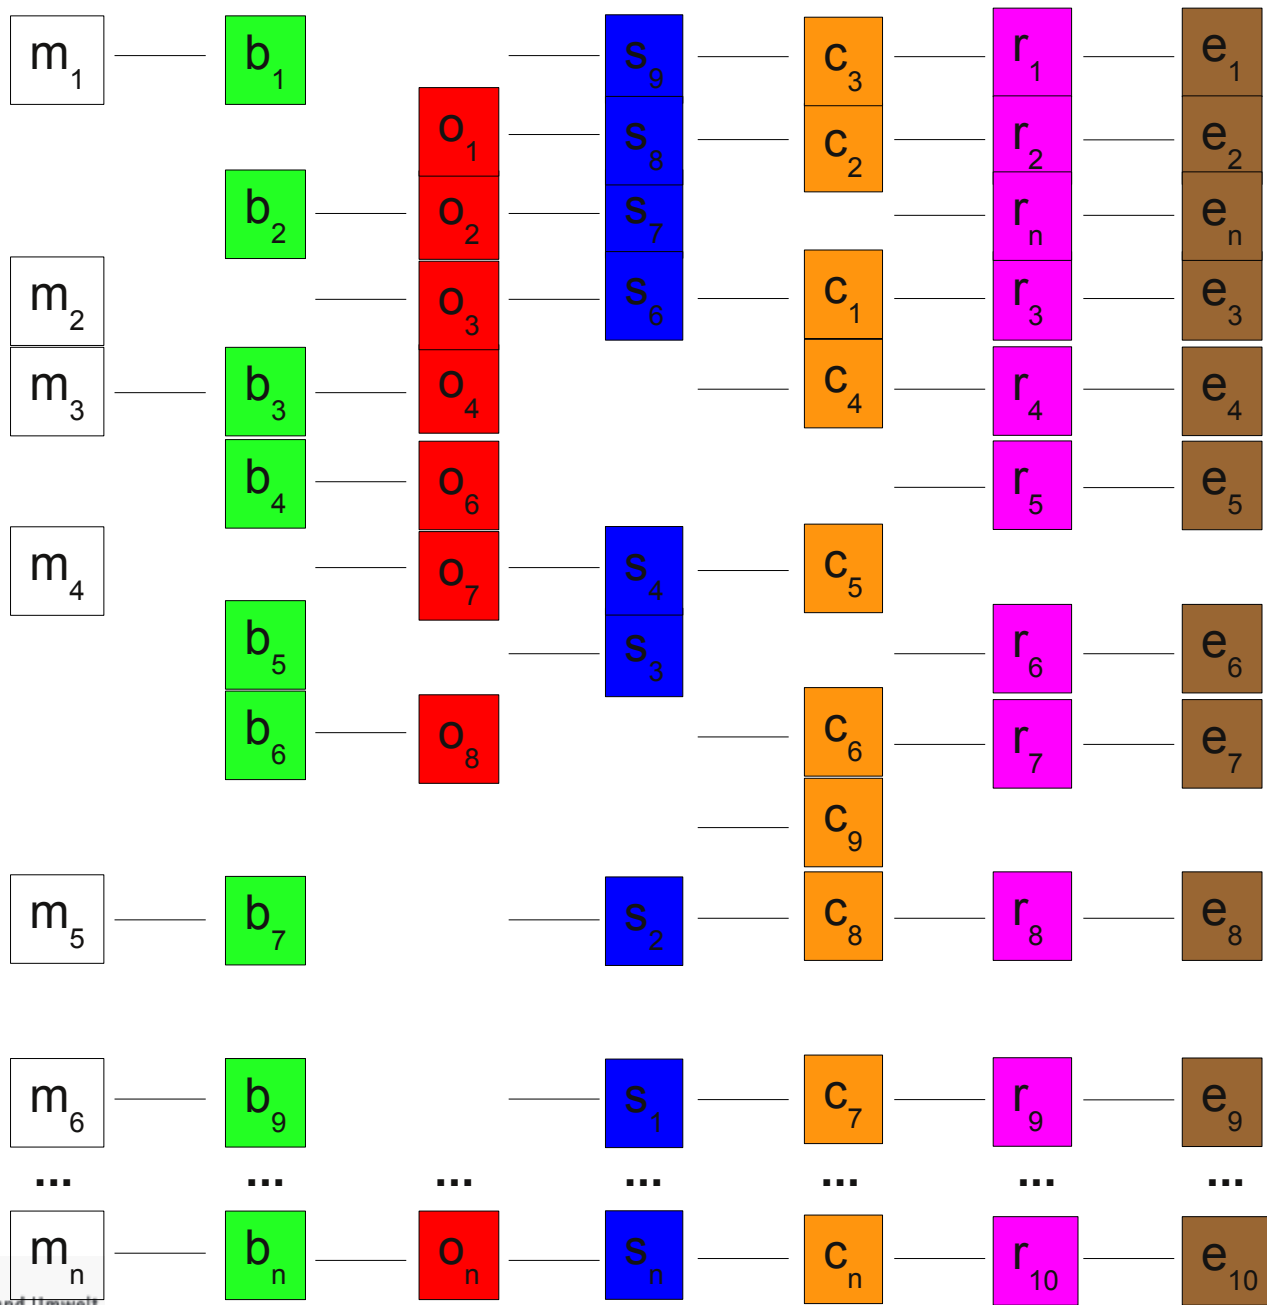 m1 b1 s9 c3 r1 e1
o1 s8 c2 r2 e2
b2 o2 s7 rn en
m2 o3 s6 c1 r3 e3
m3 b3 o4 c4 r4 e4
b4 o6 r5 e5
m4 o7 s4 c5
b5 s3 r6 e6
b6 o8 c6 r7 e7
c9
m5 b7 s2 c8 r8 e8
m6 b9 s1 c7 r9 e9
... ... ... ... ... ... ...
mn bn on sn cn r10 e10
und Umwelt